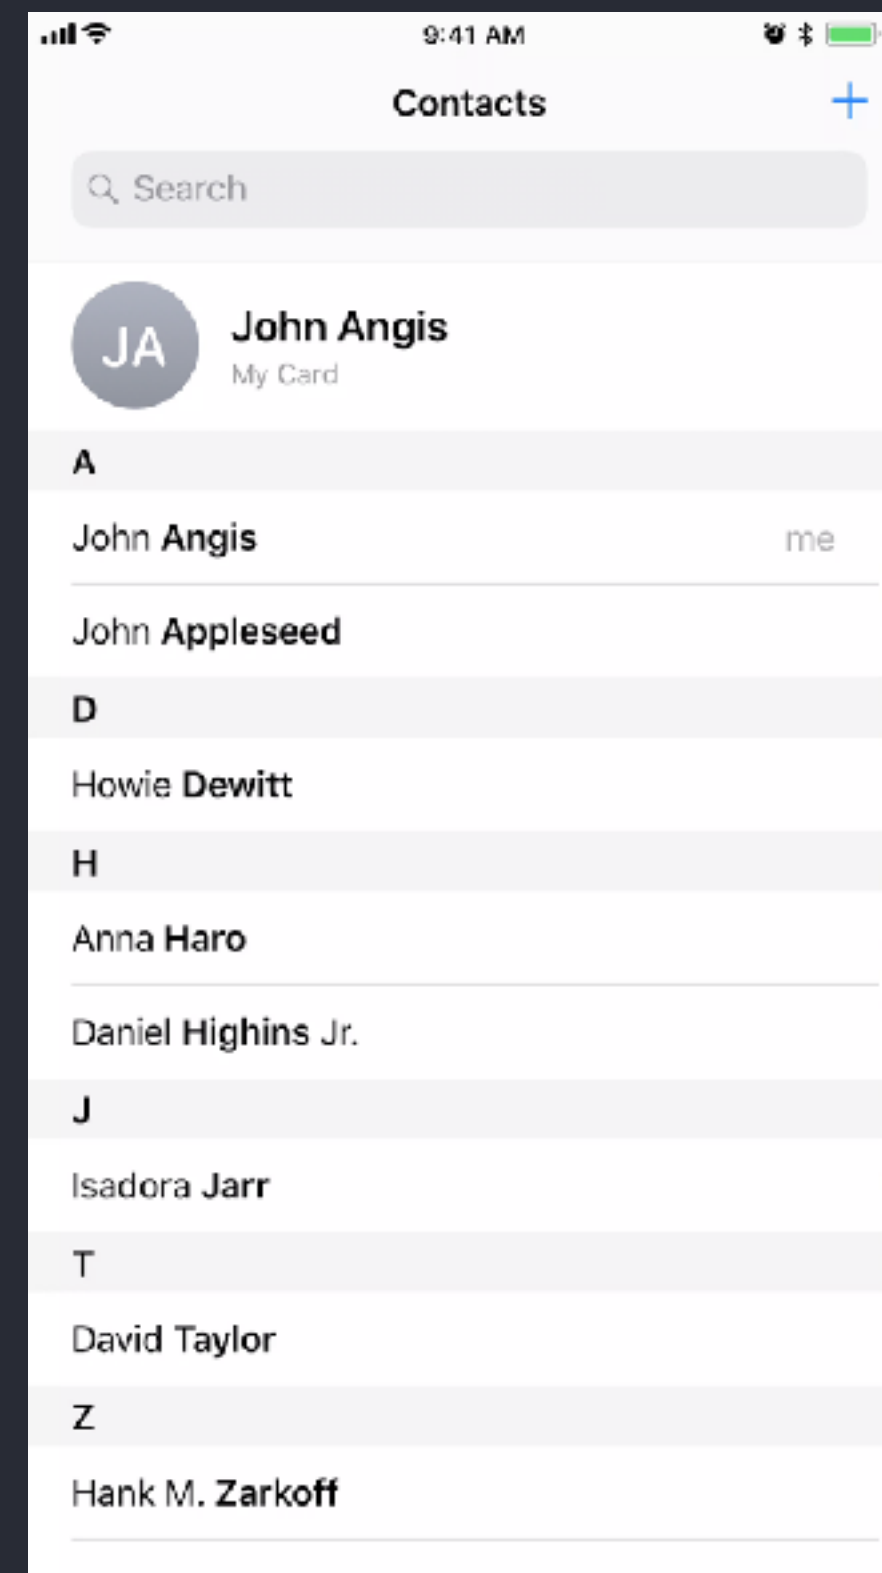 9:41 AM
Contacts
Search
JA
John Angis
My Card
A
John Angis me
John Appleseed
D
Howie Dewitt
H
Anna Haro
Daniel Highins Jr.
J
Isadora Jarr
T
David Taylor
Z
Hank M. Zarkoff